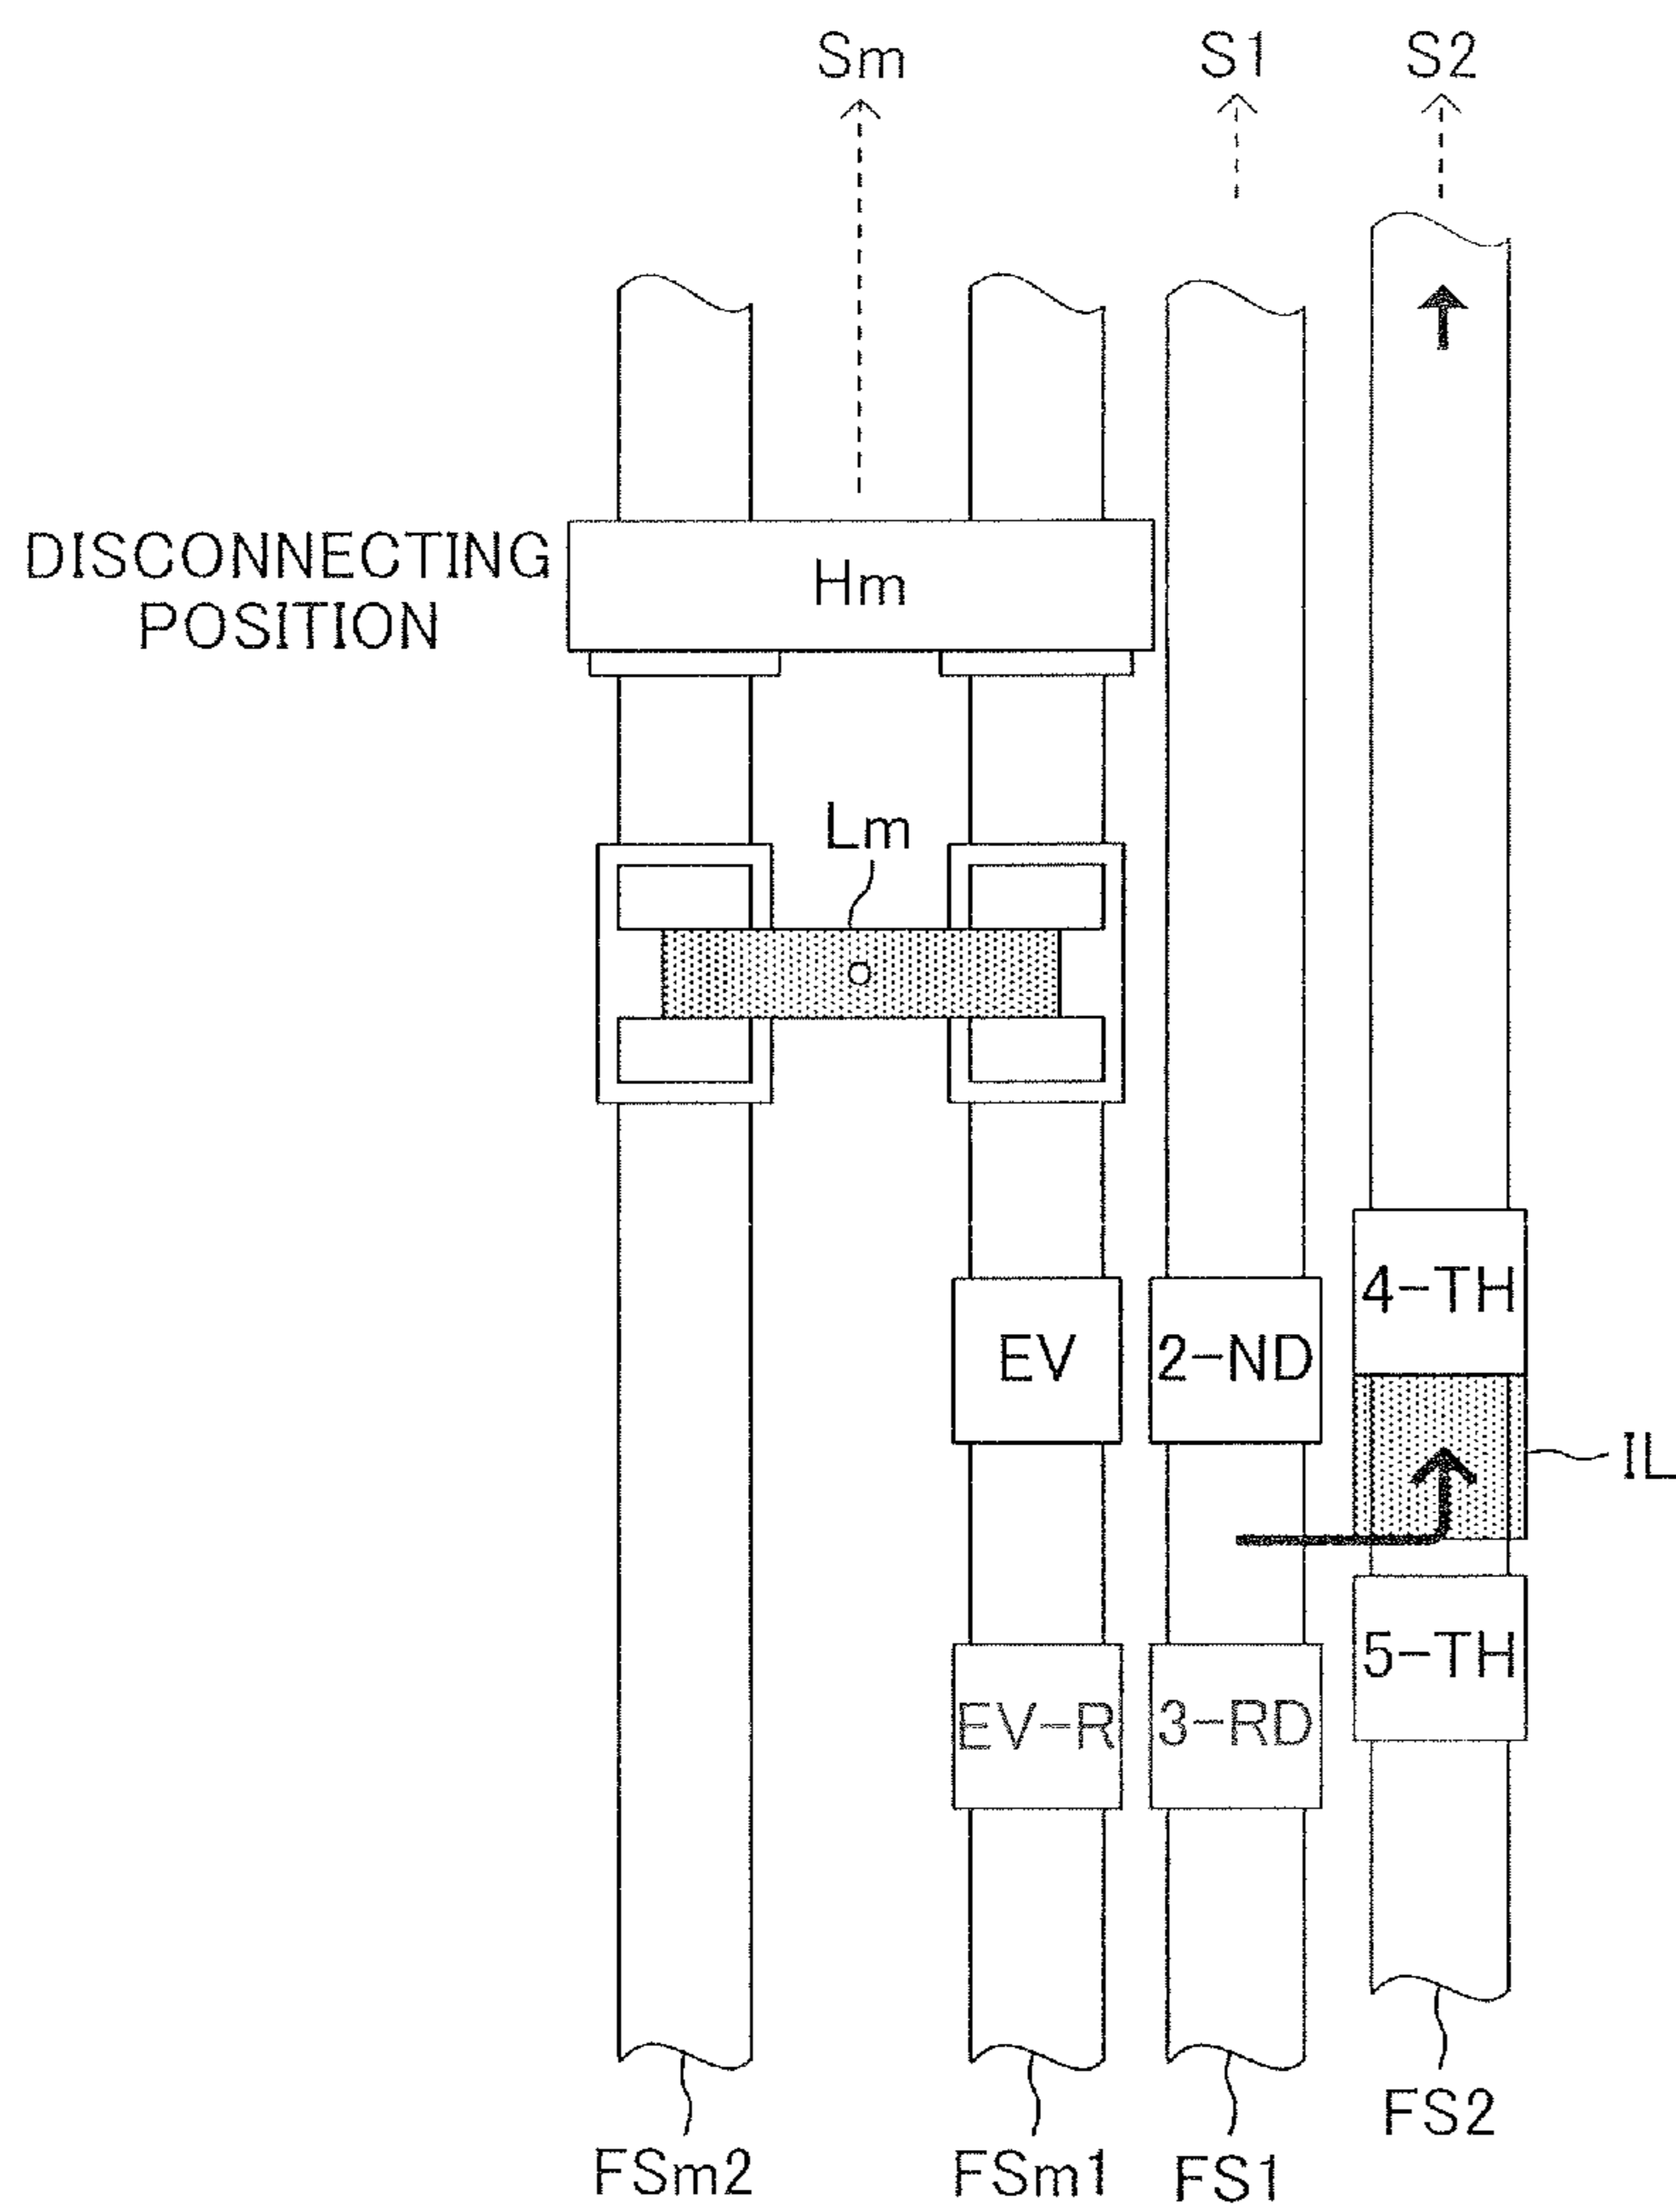 Sm
S1
S2
DISCONNECTING
POSITION
Hm
Lm
4-TH
EV
2-ND
IL
5-TH
EV-R
3-RD
FS2
FSm2
FSm1
FS1